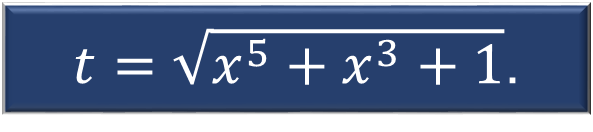 t = √(x⁵ + x³ + 1).